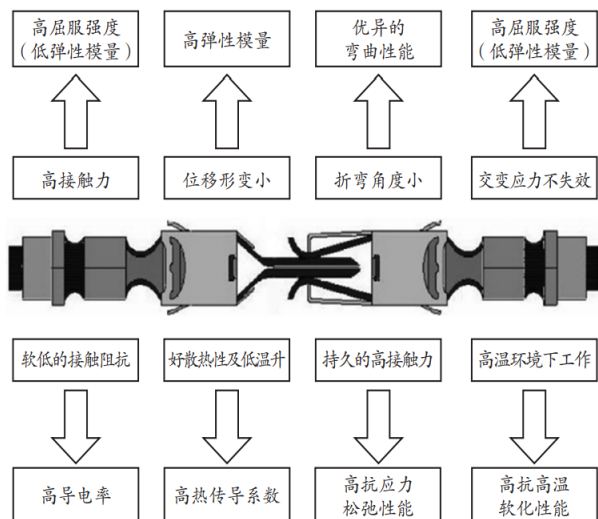 高屈服强度
（低弹性模量）
高弹性模量
优异的
弯曲性能
高屈服强度
（低弹性模量）
高接触力
位移形变小
折弯角度小
交变应力不失效
软低的接触阻抗
好散热性及低温升
持久的高接触力
高温环境下工作
高导电率
高热传导系数
高抗应力
松弛性能
高抗高温
软化性能